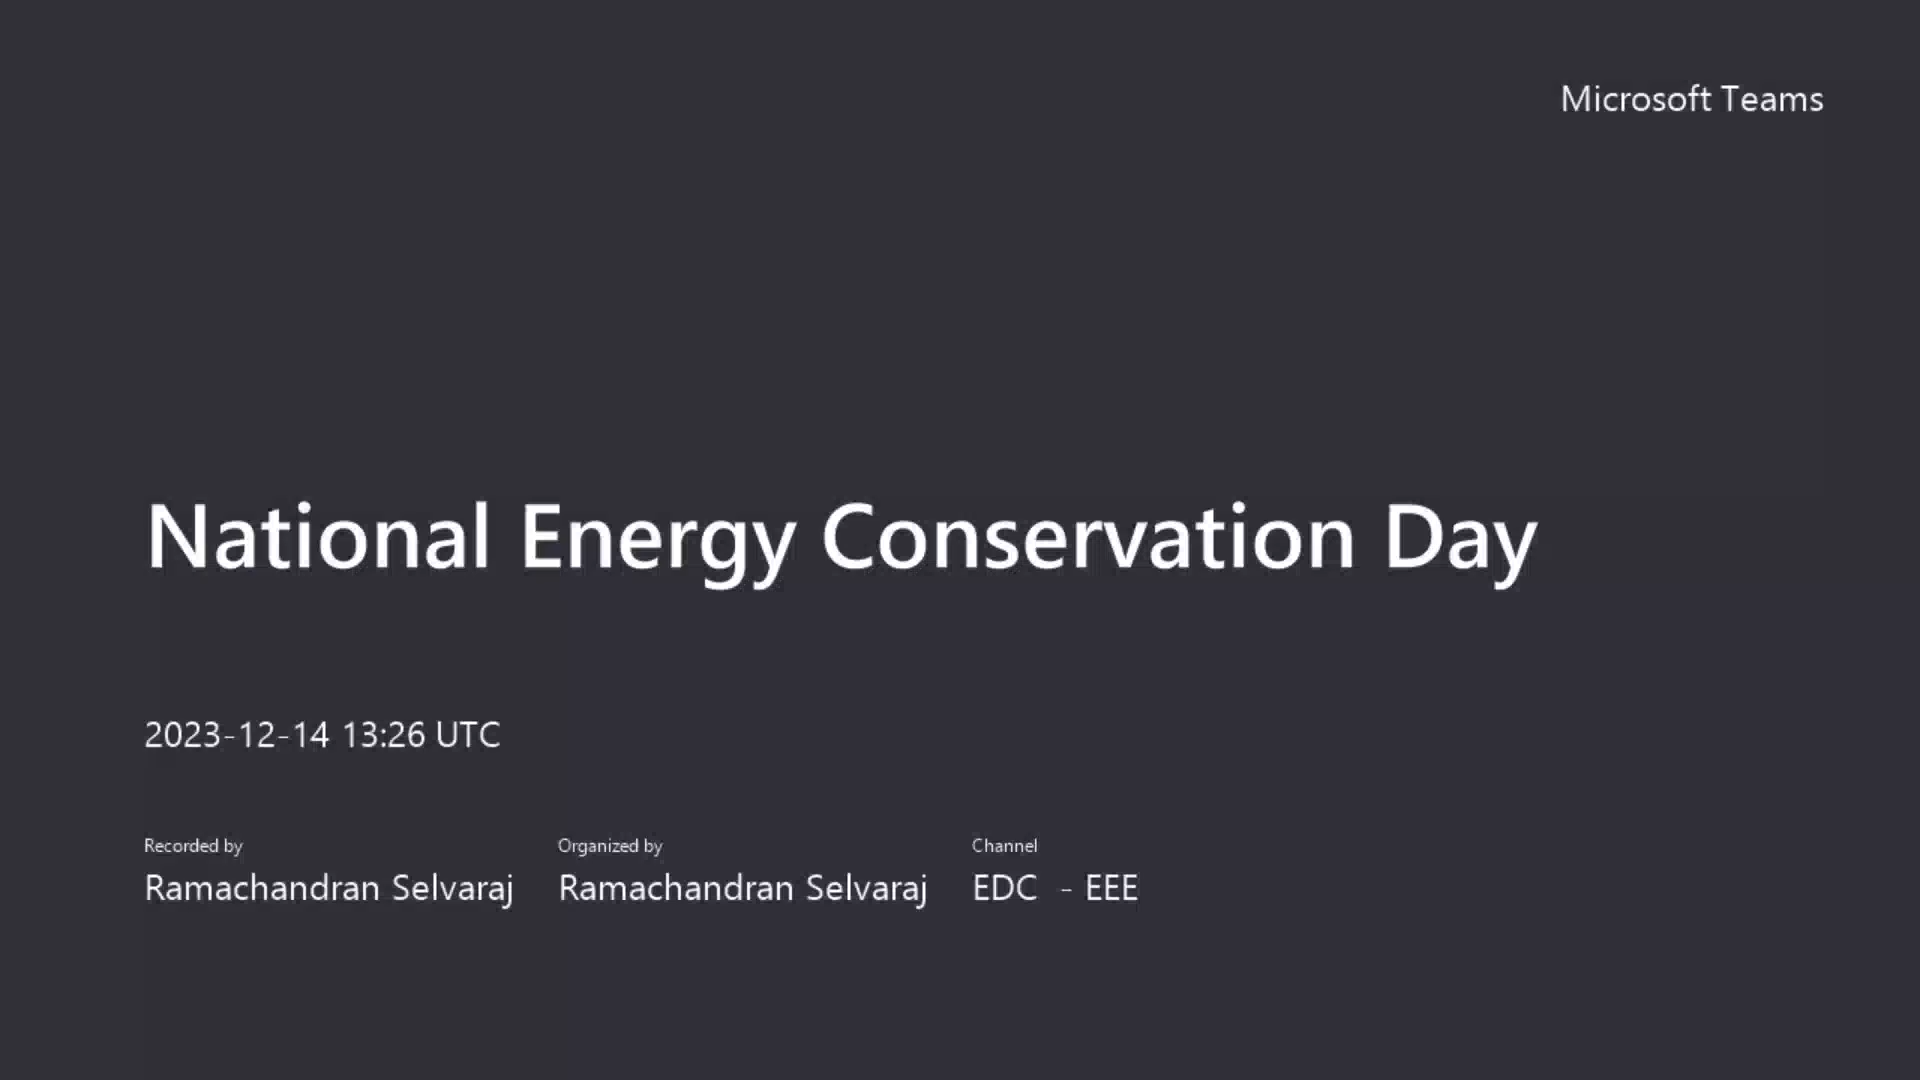 Microsoft Teams
National Energy Conservation Day
2023-12-14 13:26 UTC
Recorded by Organized by Channel
Ramachandran Selvaraj Ramachandran Selvaraj EDC - EEE